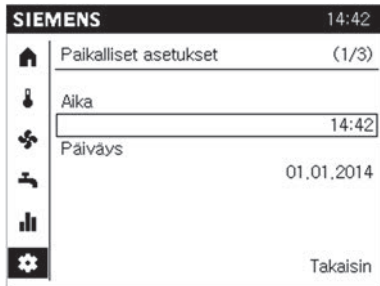 SIEMENS 14:42
Paikalliset asetukset (1/3)
Aika
14:42
Päiväys
01.01.2014
Takaisin